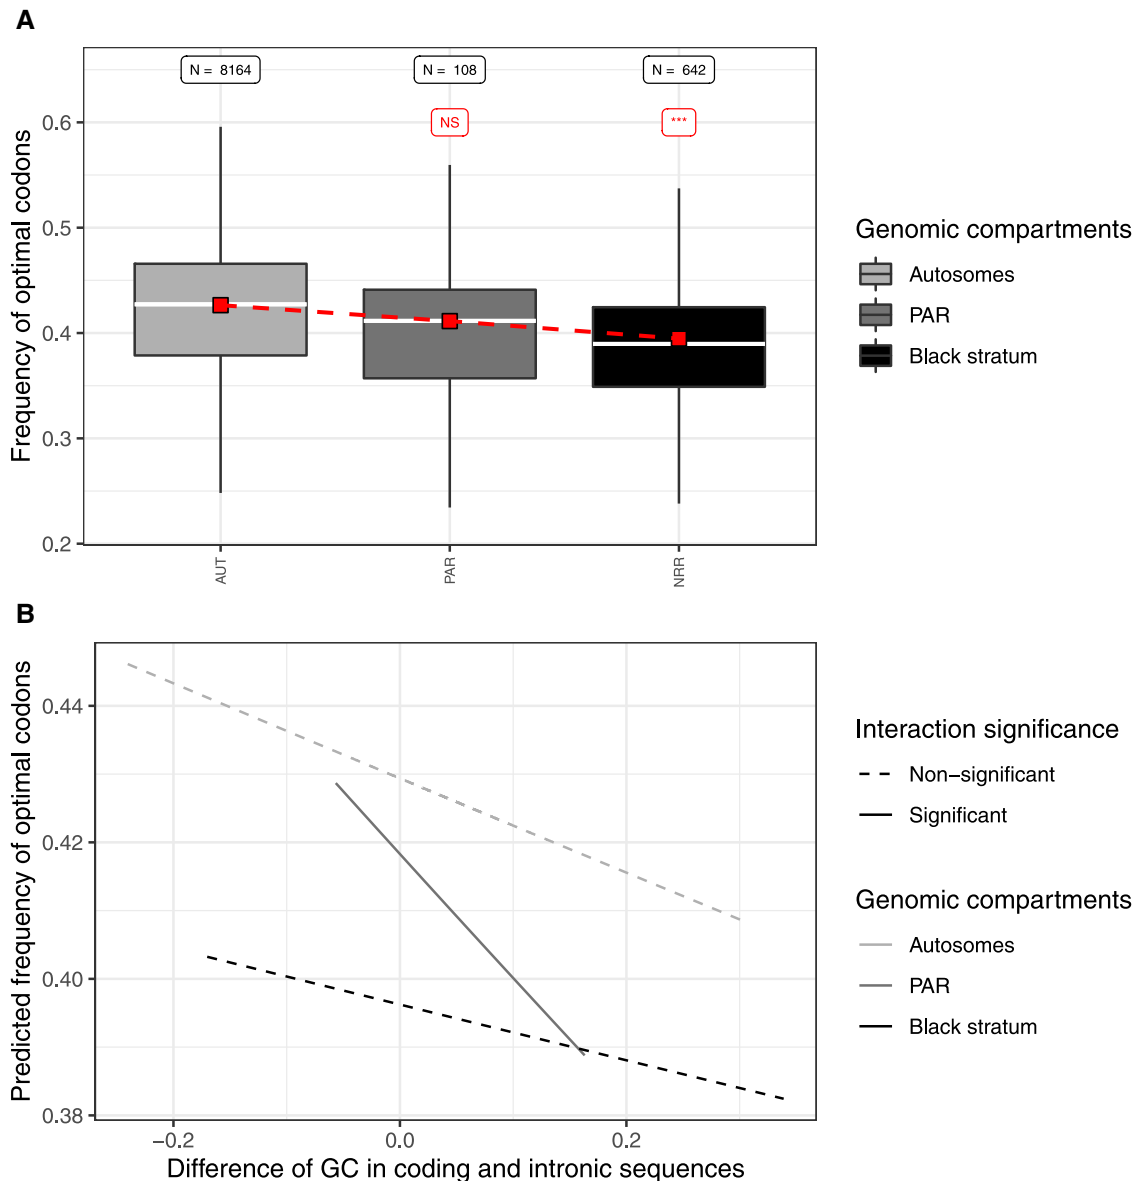 A
N = 8164
N = 108
N = 642
NS
***
0.6
0.5
0.4
0.3
0.2
Frequency of optimal codons
AUT
PAR
NRR
Genomic compartments
Autosomes
PAR
Black stratum
B
0.44
0.42
0.40
0.38
Predicted frequency of optimal codons
−0.2
0.0
0.2
Difference of GC in coding and intronic sequences
Interaction significance
Non−significant
Significant
Genomic compartments
Autosomes
PAR
Black stratum